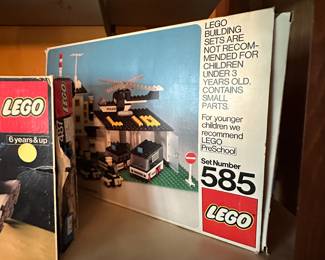 LEGO
6 years & up
LEGO
LEGO
BUILDING
SETS ARE
NOT RECOM-
MENDED FOR
CHILDREN
UNDER 3
YEARS OLD.
CONTAINS
SMALL
PARTS.
For younger
children we
recommend
LEGO
PreSchool
Set Number
585
LEGO